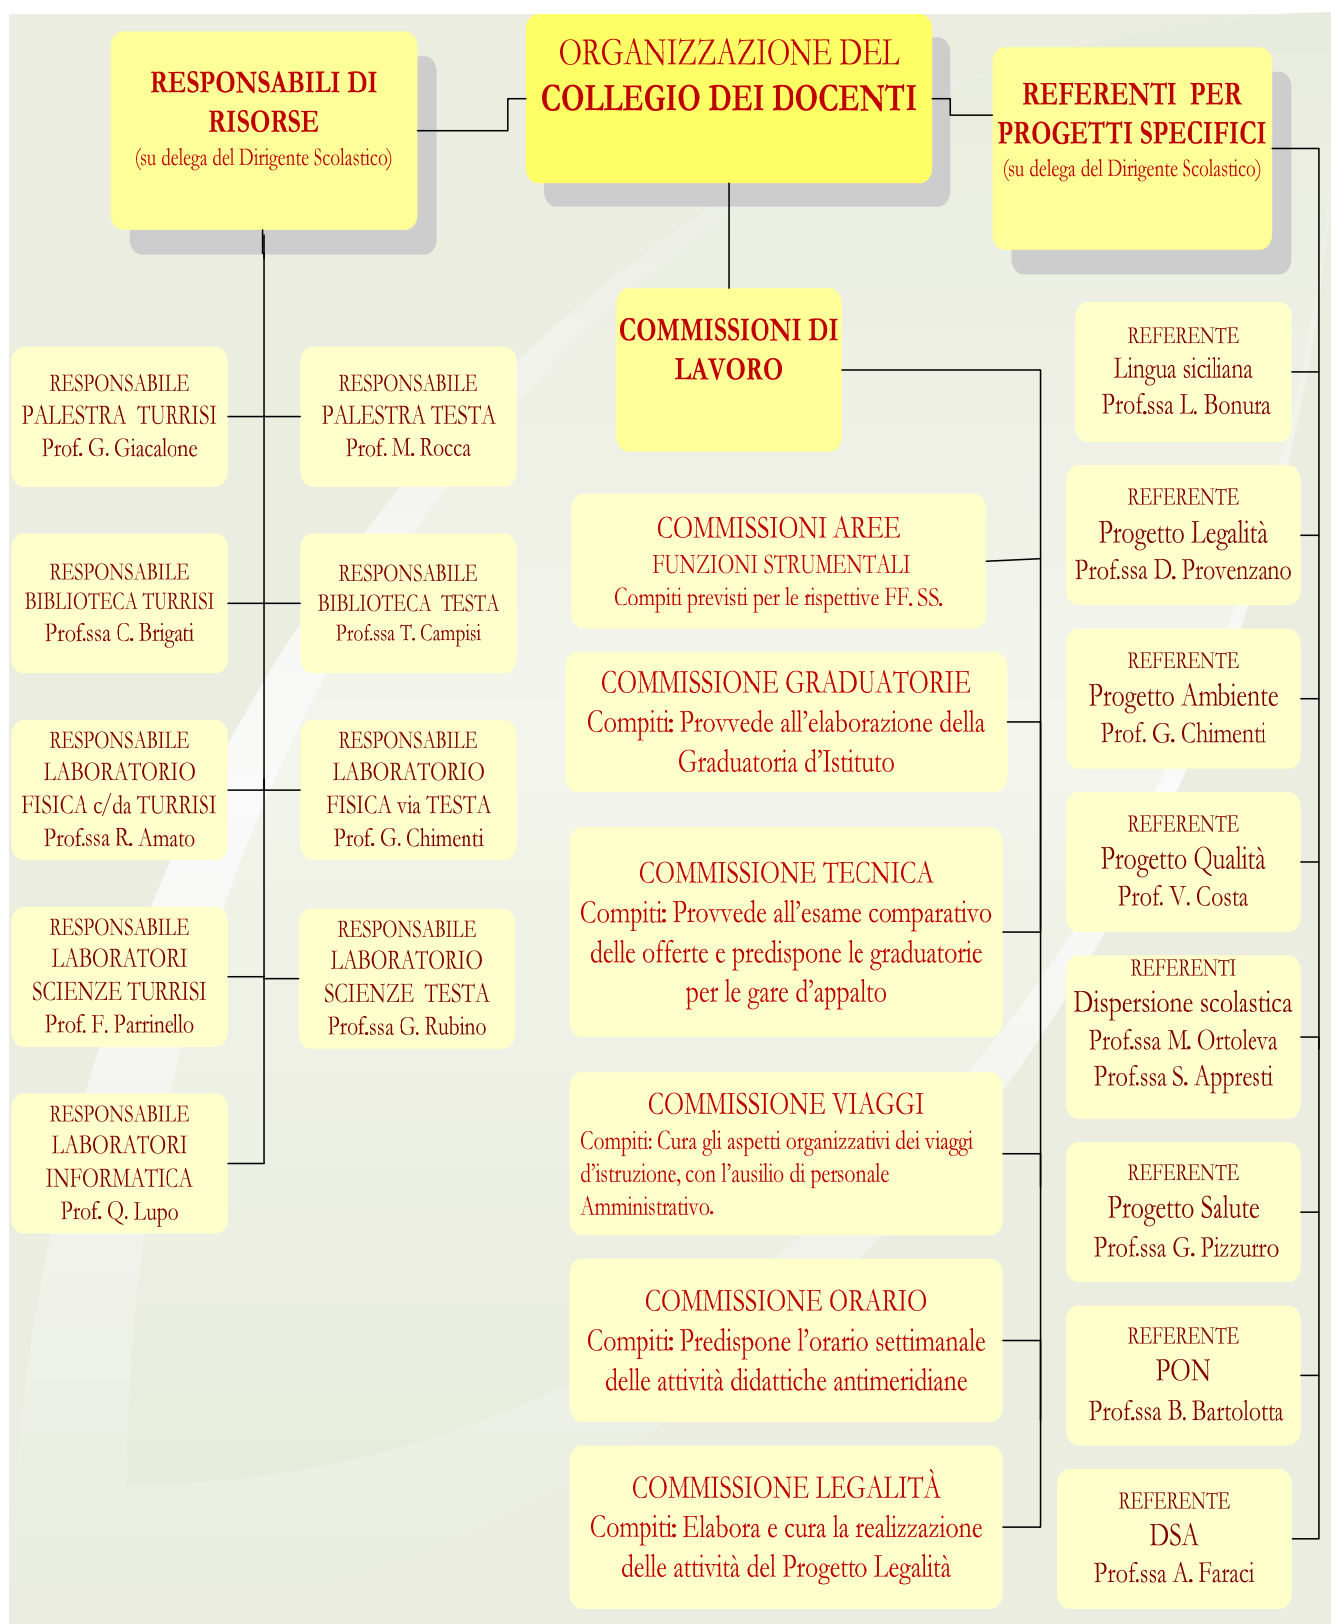 ORGANIZZAZIONE DEL
COLLEGIO DEI DOCENTI
RESPONSABILI DI
RISORSE
(su delega del Dirigente Scolastico)
RESPONSABILE
PALESTRA TURRISI
Prof. G. Giacalone
RESPONSABILE
PALESTRA TESTA
Prof. M. Rocca
RESPONSABILE
BIBLIOTECA TURRISI
Prof.ssa C. Brigati
RESPONSABILE
BIBLIOTECA TESTA
Prof.ssa T. Campisi
RESPONSABILE
LABORATORIO
FISICA c/da TURRISI
Prof.ssa R. Amato
RESPONSABILE
LABORATORIO
FISICA via TESTA
Prof. G. Chimenti
RESPONSABILE
LABORATORI
SCIENZE TURRISI
Prof. F. Parrinello
RESPONSABILE
LABORATORIO
SCIENZE TESTA
Prof.ssa G. Rubino
RESPONSABILE
LABORATORI
INFORMATICA
Prof. Q. Lupo
COMMISSIONI DI
LAVORO
COMMISSIONI AREE
FUNZIONI STRUMENTALI
Compiti previsti per le rispettive FF. SS.
COMMISSIONE GRADUATORIE
Compiti: Provvede all’elaborazione della
Graduatoria d’Istituto
COMMISSIONE TECNICA
Compiti: Provvede all’esame comparativo
delle offerte e predispone le graduatorie
per le gare d’appalto
COMMISSIONE VIAGGI
Compiti: Cura gli aspetti organizzativi dei viaggi
d’istruzione, con l’ausilio di personale
Amministrativo.
COMMISSIONE ORARIO
Compiti: Predispone l’orario settimanale
delle attività didattiche antimeridiane
COMMISSIONE LEGALITÀ
Compiti: Elabora e cura la realizzazione
delle attività del Progetto Legalità
REFERENTI PER
PROGETTI SPECIFICI
(su delega del Dirigente Scolastico)
REFERENTE
Lingua siciliana
Prof.ssa L. Bonura
REFERENTE
Progetto Legalità
Prof.ssa D. Provenzano
REFERENTE
Progetto Ambiente
Prof. G. Chimenti
REFERENTE
Progetto Qualità
Prof. V. Costa
REFERENTI
Dispersione scolastica
Prof.ssa M. Ortoleva
Prof.ssa S. Appresti
REFERENTE
Progetto Salute
Prof.ssa G. Pizzurro
REFERENTE
PON
Prof.ssa B. Bartolotta
REFERENTE
DSA
Prof.ssa A. Faraci